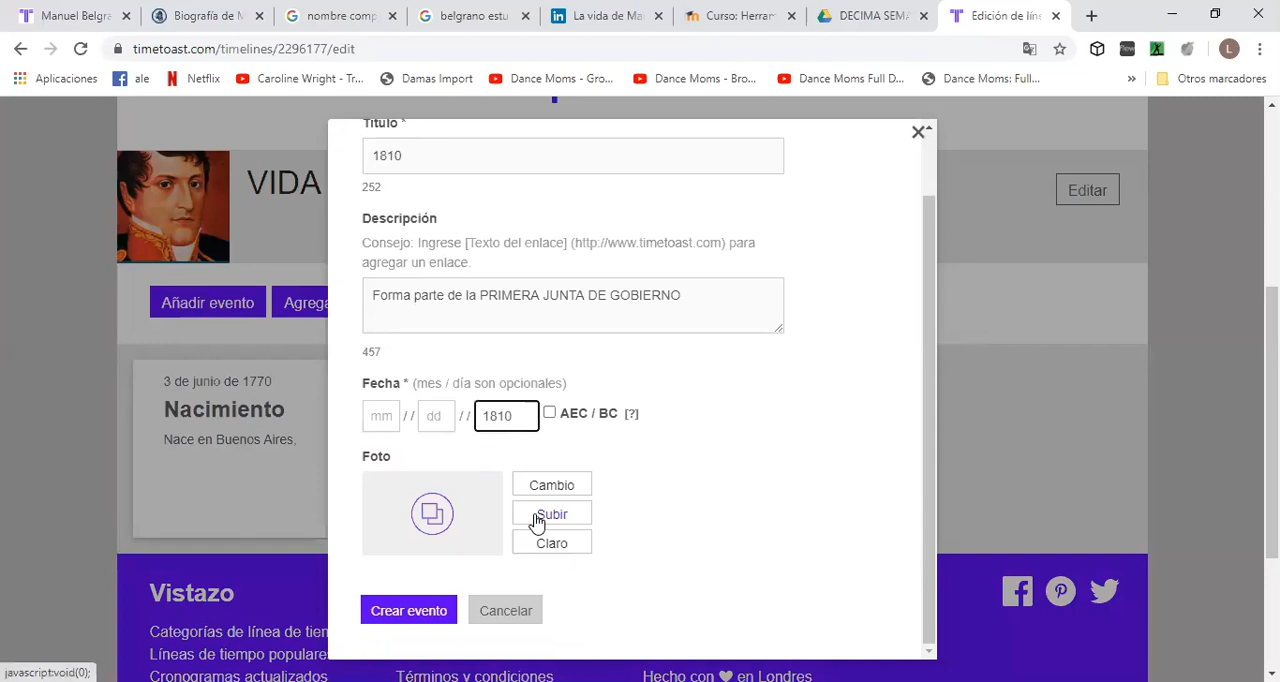 Manuel Belgra
Biografía de M
nombre comp
belgrano estu
La vida de Ma
Curso: Herram
DECIMA SEMA
Edición de líne
timetoast.com/timelines/2296177/edit
L
Aplicaciones
ale
Netflix
Caroline Wright - Tr...
Damas Import
Dance Moms - Gro...
Dance Moms - Bro...
Dance Moms Full D...
Dance Moms: Full...
»
Otros marcadores
Título *
1810
252
VIDA
Editar
Descripción
Consejo: Ingrese [Texto del enlace] (http://www.timetoast.com) para
agregar un enlace.
Forma parte de la PRIMERA JUNTA DE GOBIERNO
457
Añadir evento
Agrega
3 de junio de 1770
Nacimiento
Nace en Buenos Aires,
Fecha * (mes / día son opcionales)
mm // dd // 1810 AEC / BC [?]
Foto
Cambio
Subir
Claro
Crear evento
Cancelar
Vistazo
Categorías de línea de tien
Líneas de tiempo populare
Cronogramas actualizados
Términos y condiciones
Hecho con ❤ en Londres
javascript:void(0);